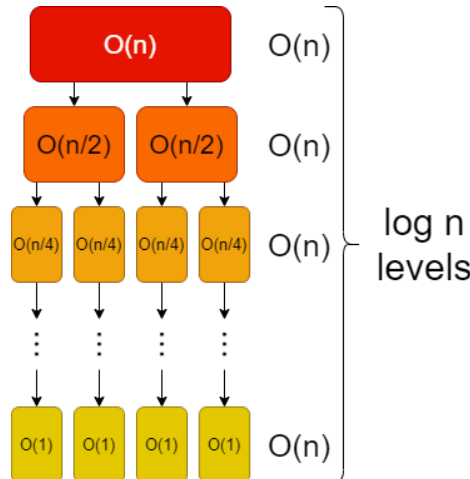 O(n) O(n)
O(n/2) O(n/2) O(n)
O(n/4) O(n/4) O(n/4) O(n/4) O(n)
log n
levels
⋮ ⋮ ⋮ ⋮
O(1) O(1) O(1) O(1) O(n)